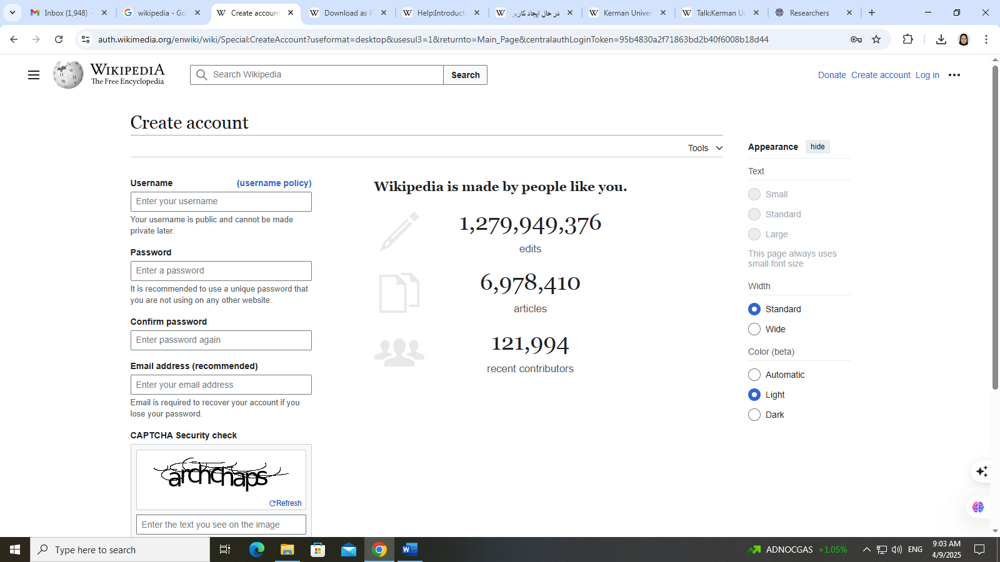 Inbox (1,948) -
wikipedia - Go
Create account
Download as P
Help:Introducti
در حال ایجاد کاربر
Kerman Univer
Talk:Kerman Ur
Researchers
auth.wikimedia.org/enwiki/wiki/Special:CreateAccount?useformat=desktop&usesul3=1&returnto=Main_Page&centralauthLoginToken=95b4830a2f71863bd2b40f6008b18d44
WIKIPEDIA
The Free Encyclopedia
Search Wikipedia
Search
Donate Create account Log in
Create account
Tools
Username (username policy)
Enter your username
Your username is public and cannot be made
private later.
Password
Enter a password
It is recommended to use a unique password that
you are not using on any other website.
Confirm password
Enter password again
Email address (recommended)
Enter your email address
Email is required to recover your account if you
lose your password.
CAPTCHA Security check
archchaps
Refresh
Enter the text you see on the image
Wikipedia is made by people like you.
1,279,949,376
edits
6,978,410
articles
121,994
recent contributors
Appearance hide
Text
Small
Standard
Large
This page always uses
small font size
Width
Standard
Wide
Color (beta)
Automatic
Light
Dark
Type here to search
ADNOCGAS +1.05%
ENG
9:03 AM
4/9/2025